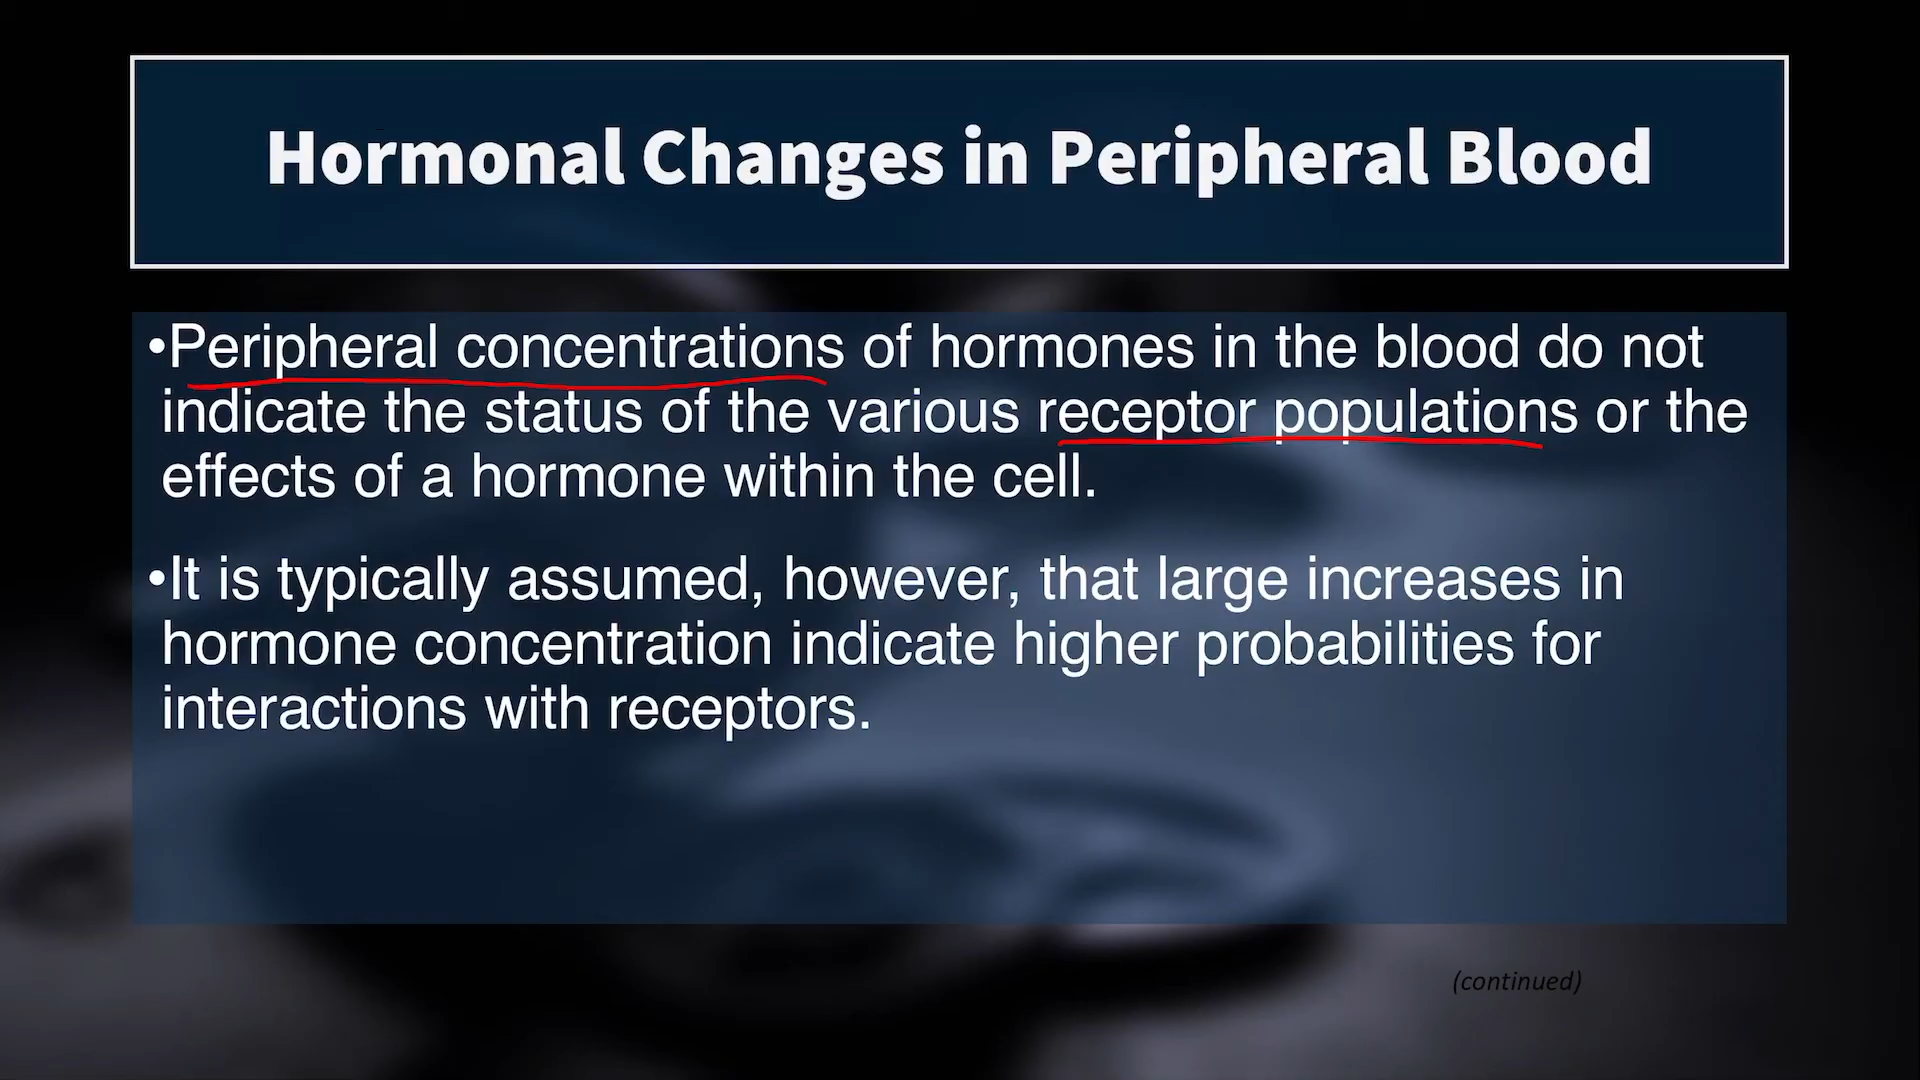 Hormonal Changes in Peripheral Blood
•Peripheral concentrations of hormones in the blood do not
indicate the status of the various receptor populations or the
effects of a hormone within the cell.
•It is typically assumed, however, that large increases in
hormone concentration indicate higher probabilities for
interactions with receptors.
(continued)